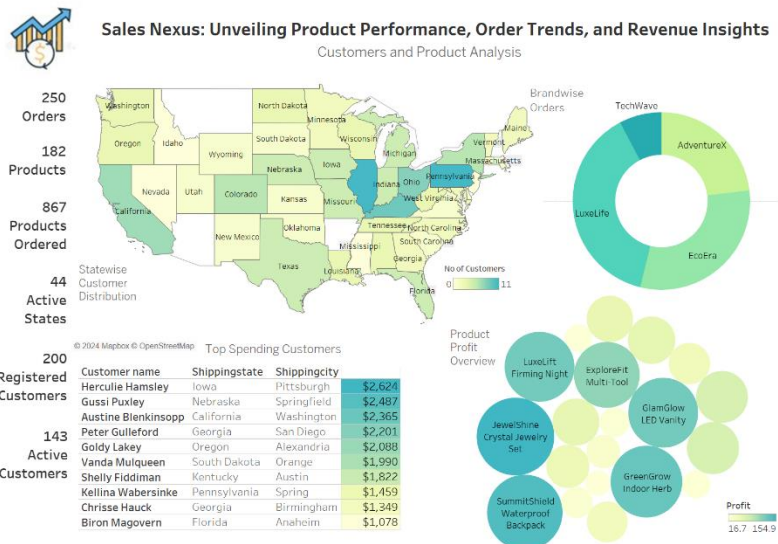 Sales Nexus: Unveiling Product Performance, Order Trends, and Revenue Insights
Customers and Product Analysis
250
Orders
182
Products
867
Products
Ordered
44
Active
States
200
Registered
Customers
143
Active
Customers
Washington
North Dakota
Minnesota
Maine
Oregon
Idaho
South Dakota
Wisconsin
Michigan
Vermont
Wyoming
Massachusetts
Nebraska
Iowa
Pennsylvania
Nevada
Utah
Colorado
Indiana
Ohio
California
Kansas
Missouri
West Virginia
Tennessee
North Carolina
Oklahoma
New Mexico
South Carolina
Mississippi
Georgia
Texas
Louisiana
Florida
Statewise
Customer
Distribution
No of Customers
0
11
© 2024 Mapbox © OpenStreetMap
Brandwise
Orders
TechWave
AdventureX
LuxeLife
EcoEra
Top Spending Customers
Customer name Shippingstate Shippingcity
Herculie Hamsley Iowa Pittsburgh $2,624
Gussi Puxley Nebraska Springfield $2,487
Austine Blenkinsopp California Washington $2,365
Peter Gulleford Georgia San Diego $2,201
Goldy Lakey Oregon Alexandria $2,088
Vanda Mulqueen South Dakota Orange $1,990
Shelly Fiddiman Kentucky Austin $1,822
Kellina Wabersinke Pennsylvania Spring $1,459
Chrisse Hauck Georgia Birmingham $1,349
Biron Magovern Florida Anaheim $1,078
Product
Profit
Overview
LuxeLift
Firming Night
ExploreFit
Multi-Tool
GlamGlow
LED Vanity
JewelShine
Crystal Jewelry
Set
GreenGrow
Indoor Herb
SummitShield
Waterproof
Backpack
Profit
16.7 154.9